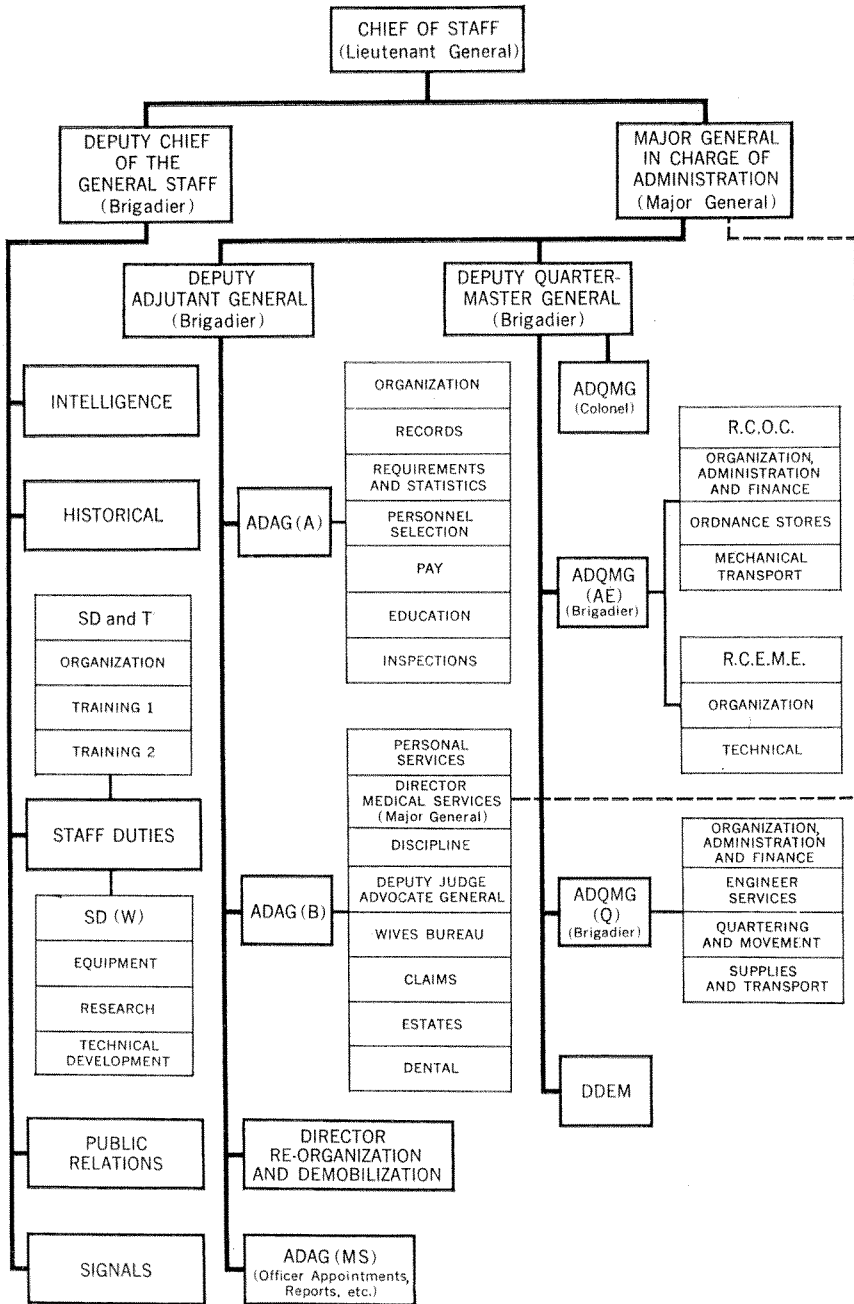 CHIEF OF STAFF
(Lieutenant General)
DEPUTY CHIEF
OF THE
GENERAL STAFF
(Brigadier)
MAJOR GENERAL
IN CHARGE OF
ADMINISTRATION
(Major General)
DEPUTY
ADJUTANT GENERAL
(Brigadier)
DEPUTY QUARTER-
MASTER GENERAL
(Brigadier)
INTELLIGENCE
HISTORICAL
SD and T
ORGANIZATION
TRAINING 1
TRAINING 2
STAFF DUTIES
SD (W)
EQUIPMENT
RESEARCH
TECHNICAL
DEVELOPMENT
PUBLIC
RELATIONS
SIGNALS
ADAG (A)
ORGANIZATION
RECORDS
REQUIREMENTS
AND STATISTICS
PERSONNEL
SELECTION
PAY
EDUCATION
INSPECTIONS
ADAG (B)
PERSONAL
SERVICES
DIRECTOR
MEDICAL SERVICES
(Major General)
DISCIPLINE
DEPUTY JUDGE
ADVOCATE GENERAL
WIVES BUREAU
CLAIMS
ESTATES
DENTAL
DIRECTOR
RE-ORGANIZATION
AND DEMOBILIZATION
ADAG (MS)
(Officer Appointments,
Reports, etc.)
ADQMG
(Colonel)
ADQMG
(AE)
(Brigadier)
R.C.O.C.
ORGANIZATION,
ADMINISTRATION
AND FINANCE
ORDNANCE STORES
MECHANICAL
TRANSPORT
R.C.E.M.E.
ORGANIZATION
TECHNICAL
ADQMG
(Q)
(Brigadier)
ORGANIZATION,
ADMINISTRATION
AND FINANCE
ENGINEER
SERVICES
QUARTERING
AND MOVEMENT
SUPPLIES
AND TRANSPORT
DDEM